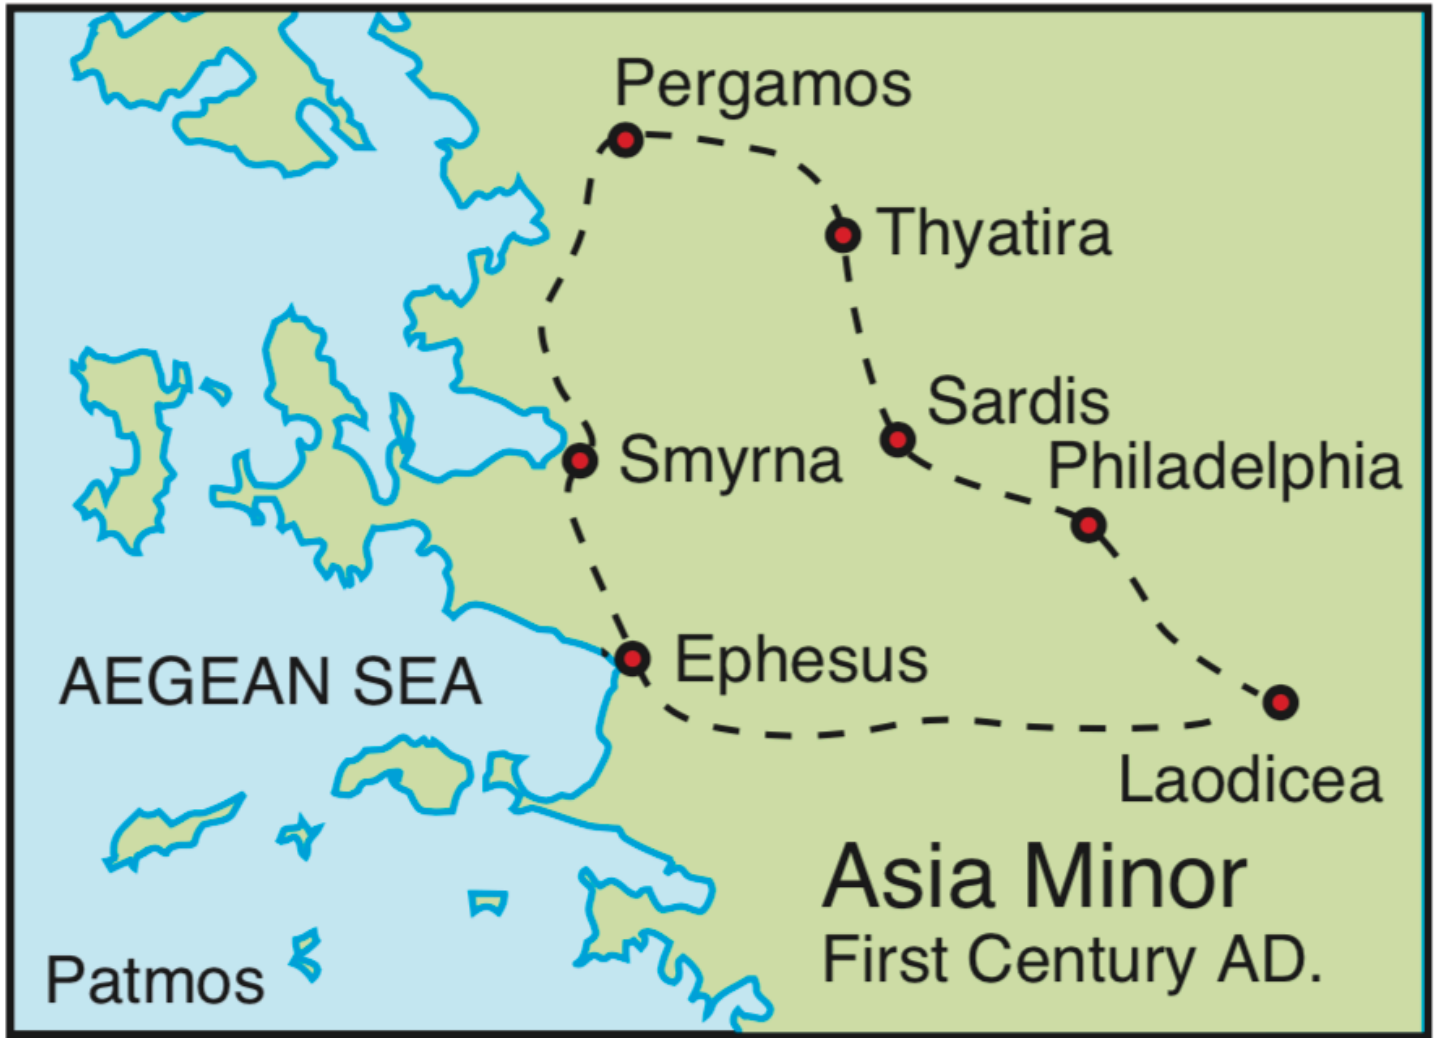 Pergamos
Thyatira
Sardis
Philadelphia
Smyrna
Ephesus
AEGEAN SEA
Laodicea
Asia Minor
First Century AD.
Patmos